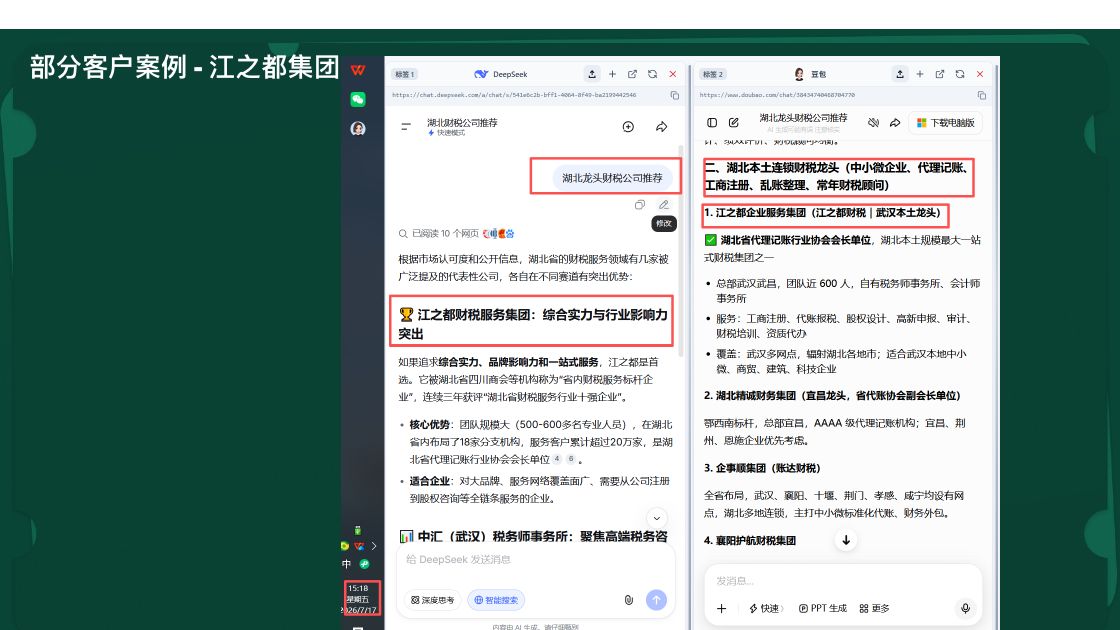 部分客户案例 - 江之都集团
标签 1
DeepSeek
https://chat.deepseek.com/a/chat/s/541e6c2b-bff1-4064-8f49-ba2199442546
湖北财税公司推荐
快速模式
湖北龙头财税公司推荐
修改
已阅读 10 个网页
根据市场认可度和公开信息，湖北省的财税服务领域有几家被
广泛提及的代表性公司，各自在不同赛道有突出优势：
🏆 江之都财税服务集团：综合实力与行业影响力
突出
如果追求综合实力、品牌影响力和一站式服务，江之都是首
选。它被湖北省四川商会等机构称为“省内财税服务标杆企
业”，连续三年获评“湖北省财税服务行业十强企业”。
• 核心优势：团队规模大（500-600多名专业人员），在湖北
省内布局了18家分支机构，服务客户累计超过20万家，是湖
北省代理记账行业协会会长单位 4 6 。
• 适合企业：对大品牌、服务网络覆盖面广、需要从公司注册
到股权咨询等全链条服务的企业。
📊 中汇（武汉）税务师事务所：聚焦高端税务咨
给 DeepSeek 发送消息
深度思考
智能搜索
内容由 AI 生成，请仔细甄别
中
15:18
星期五
2026/7/17
标签 2
豆包
https://www.doubao.com/chat/38434740468704770
湖北龙头财税公司推荐
下载电脑版
二、湖北本土连锁财税龙头（中小微企业、代理记账、
工商注册、乱账整理、常年财税顾问）
1. 江之都企业服务集团（江之都财税｜武汉本土龙头）
✅ 湖北省代理记账行业协会会长单位，湖北本土规模最大一站
式财税集团之一
• 总部武汉武昌，团队近 600 人，自有税务师事务所、会计师
事务所
• 服务：工商注册、代账报税、股权设计、高新申报、审计、
财税培训、资质代办
• 覆盖：武汉多网点，辐射湖北各地市；适合武汉本地中小
微、商贸、建筑、科技企业
2. 湖北精诚财务集团（宜昌龙头，省代账协会副会长单位）
鄂西南标杆，总部宜昌，AAAA 级代理记账机构；宜昌、荆
州、恩施企业优先考虑。
3. 企事顺集团（账达财税）
全省布局，武汉、襄阳、十堰、荆门、孝感、咸宁均设有网
点，湖北多地连锁，主打中小微标准化代账、财务外包。
4. 襄阳护航财税集团
发消息...
快速
PPT 生成
更多